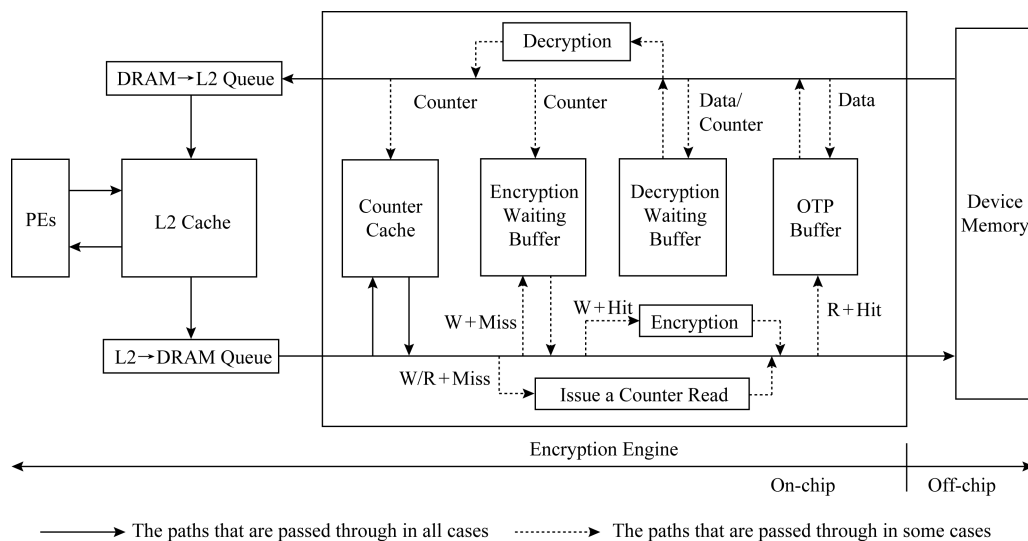 Decryption
DRAM→L2 Queue
Counter
Counter
Data/
Counter
Data
PEs
L2 Cache
Counter
Cache
Encryption
Waiting
Buffer
Decryption
Waiting
Buffer
OTP
Buffer
Device
Memory
W+Miss
W+Hit
Encryption
R+Hit
L2→DRAM Queue
W/R+Miss
Issue a Counter Read
Encryption Engine
On-chip
Off-chip
The paths that are passed through in all cases
The paths that are passed through in some cases